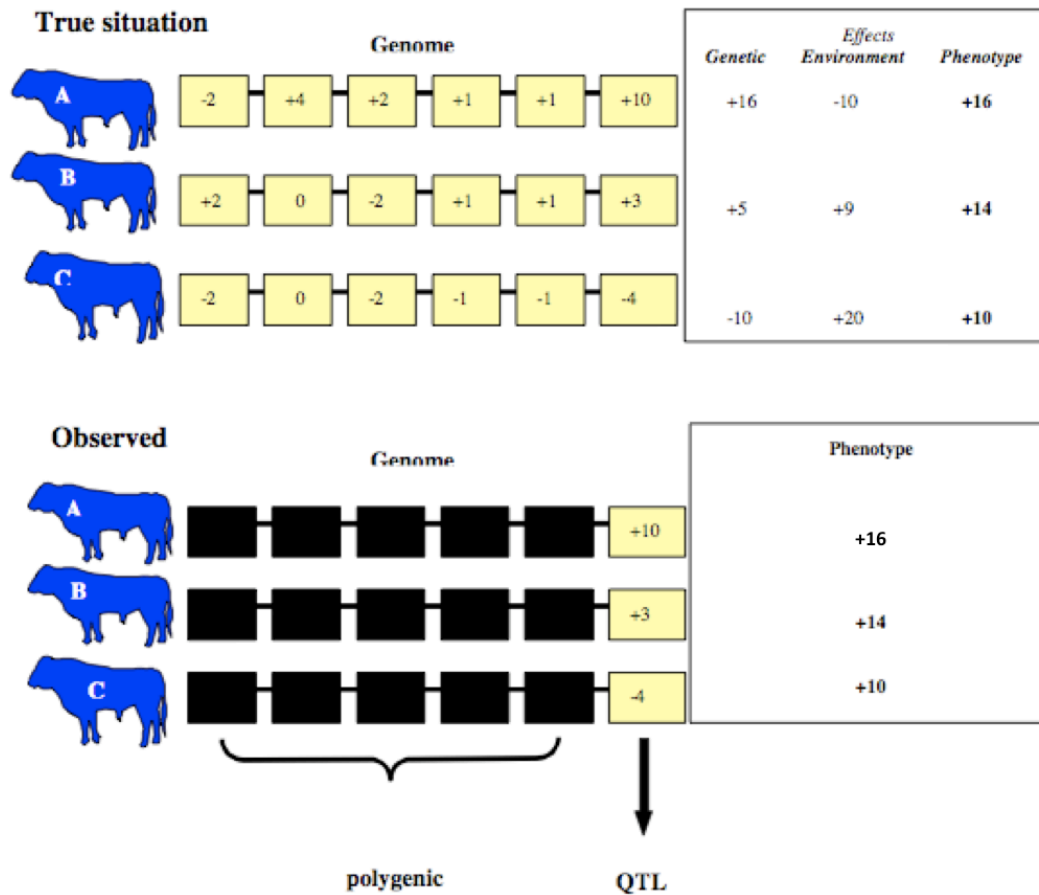 True situation
Genome
Effects
Genetic Environment Phenotype
A -2 +4 +2 +1 +1 +10 +16 -10 +16
B +2 0 -2 +1 +1 +3 +5 +9 +14
C -2 0 -2 -1 -1 -4 -10 +20 +10
Observed
Genome
Phenotype
A +10 +16
B +3 +14
C -4 +10
polygenic QTL